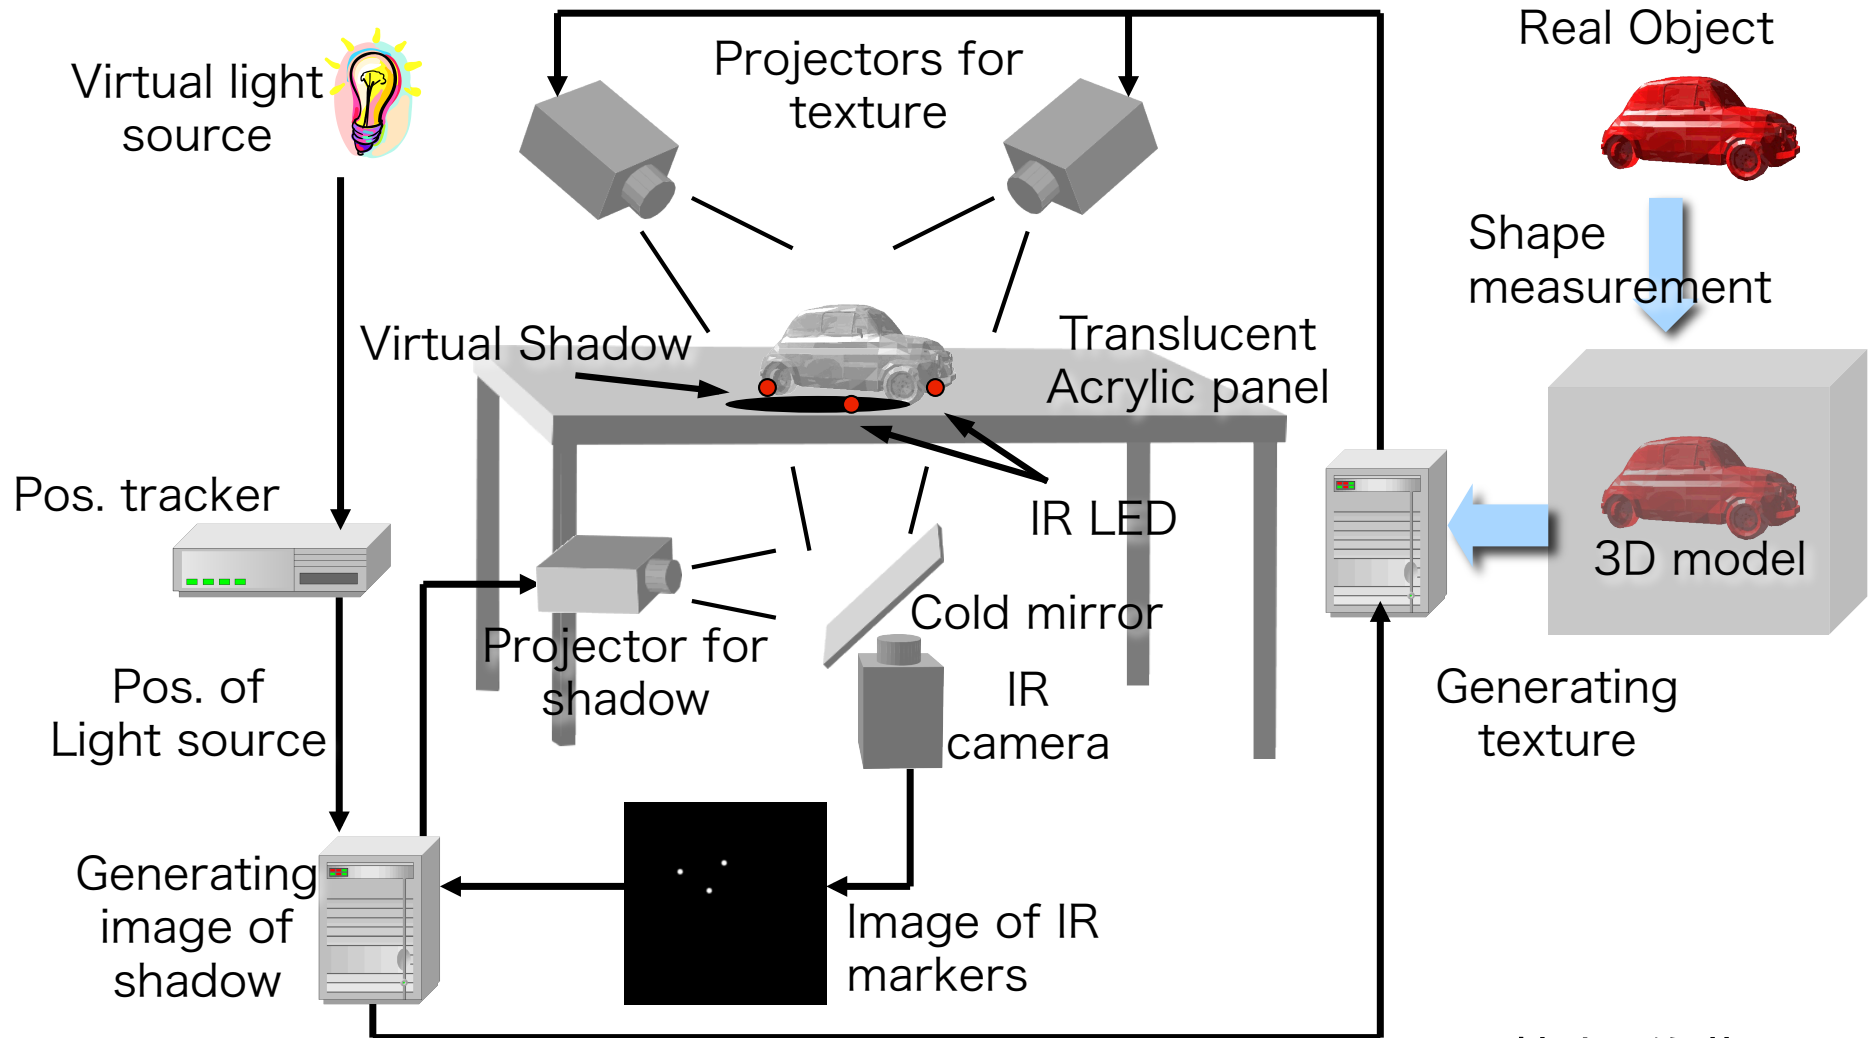 Virtual light
source
Projectors for
texture
Real Object
Shape
measurement
Virtual Shadow
Translucent
Acrylic panel
Pos. tracker
IR LED
3D model
Cold mirror
Projector for
shadow
Pos. of
Light source
IR
camera
Generating
texture
Generating
image of
shadow
Image of IR
markers